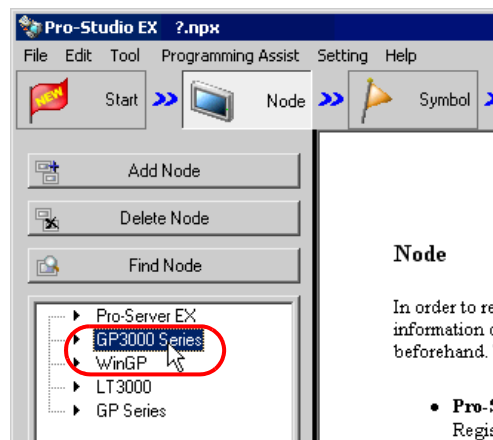 Pro-Studio EX ?.npx
File Edit Tool Programming Assist Setting Help
NEW Start Node Symbol
Add Node
Delete Node
Find Node
Pro-Server EX
GP3000 Series
WinGP
LT3000
GP Series
Node
In order to re
information
beforehand.
Pro-S
Regis